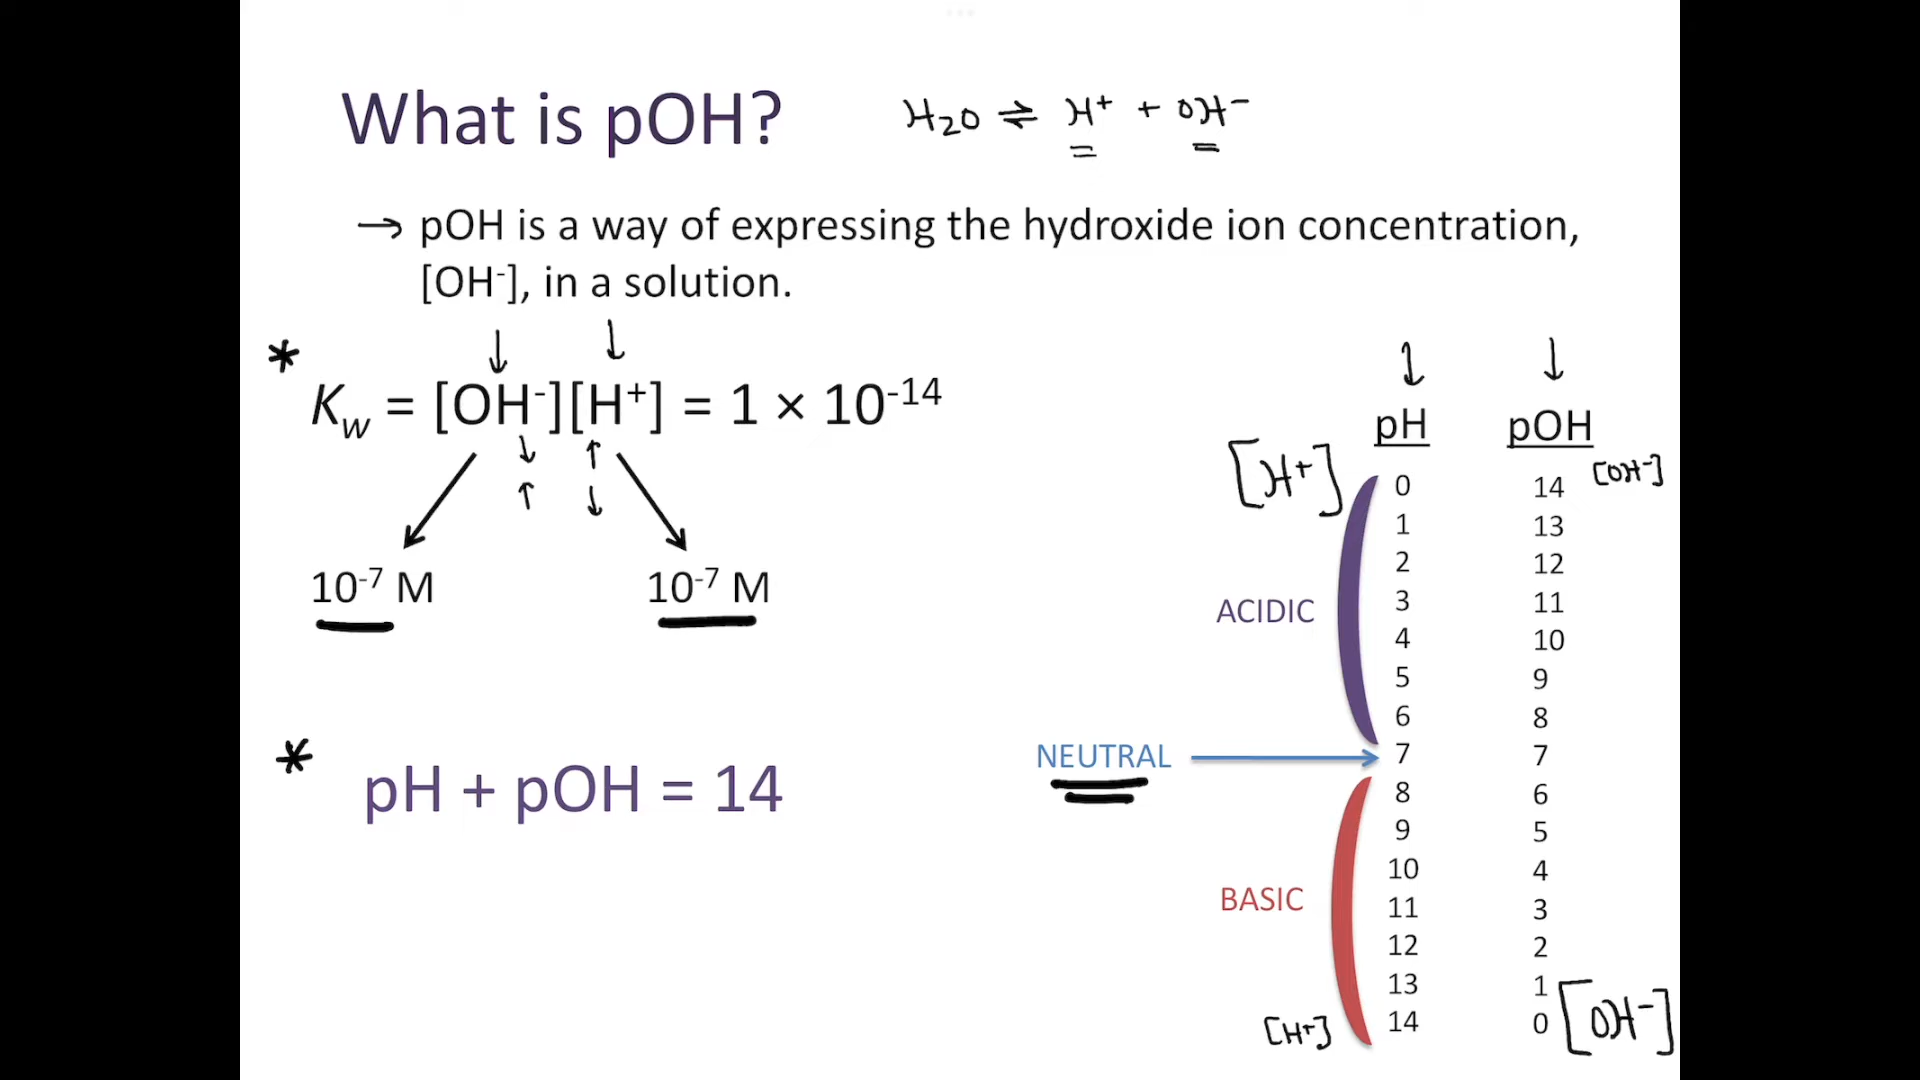 What is pOH?
H₂O ⇌ H⁺ + OH⁻
→ pOH is a way of expressing the hydroxide ion concentration,
[OH⁻], in a solution.
*
↓ ↓
K_w = [OH⁻][H⁺] = 1 × 10⁻¹⁴
↓ ↑
↑ ↓
10⁻⁷ M 10⁻⁷ M
* pH + pOH = 14
↓ ↓
pH pOH
[H⁺] 0 14 [OH⁻]
1 13
2 12
ACIDIC 3 11
4 10
5 9
6 8
NEUTRAL 7 7
8 6
9 5
10 4
BASIC 11 3
12 2
13 1
[H⁺] 14 0 [OH⁻]